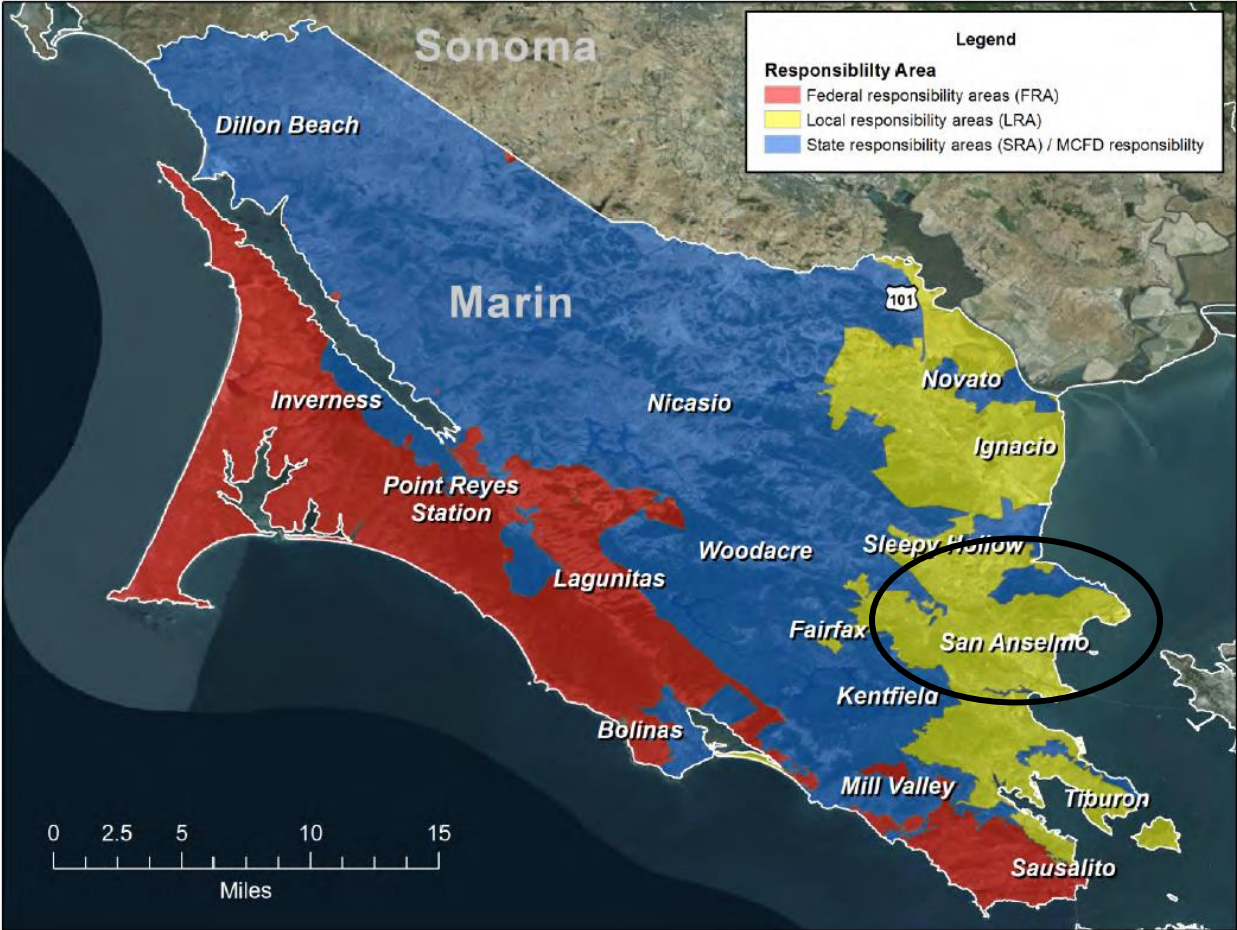 Sonoma
Legend
Responsiblilty Area
Federal responsibility areas (FRA)
Local responsibility areas (LRA)
State responsibility areas (SRA) / MCFD responsiblilty
Dillon Beach
Marin
101
Novato
Inverness
Nicasio
Ignacio
Point Reyes
Station
Woodacre
Sleepy Hollow
Lagunitas
Fairfax
San Anselmo
Kentfield
Bolinas
Mill Valley
Tiburon
0 2.5 5 10 15
Miles
Sausalito